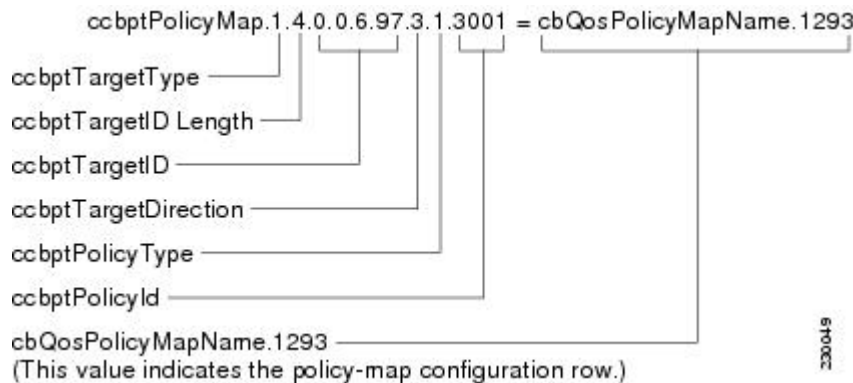 ccbptPolicyMap.1.4.0.0.6.97.3.1.3001 = cbQosPolicyMapName.1293
ccbptTargetType
ccbptTargetID Length
ccbptTargetID
ccbptTargetDirection
ccbptPolicyType
ccbptPolicyId
cbQosPolicyMapName.1293
(This value indicates the policy-map configuration row.)
230049